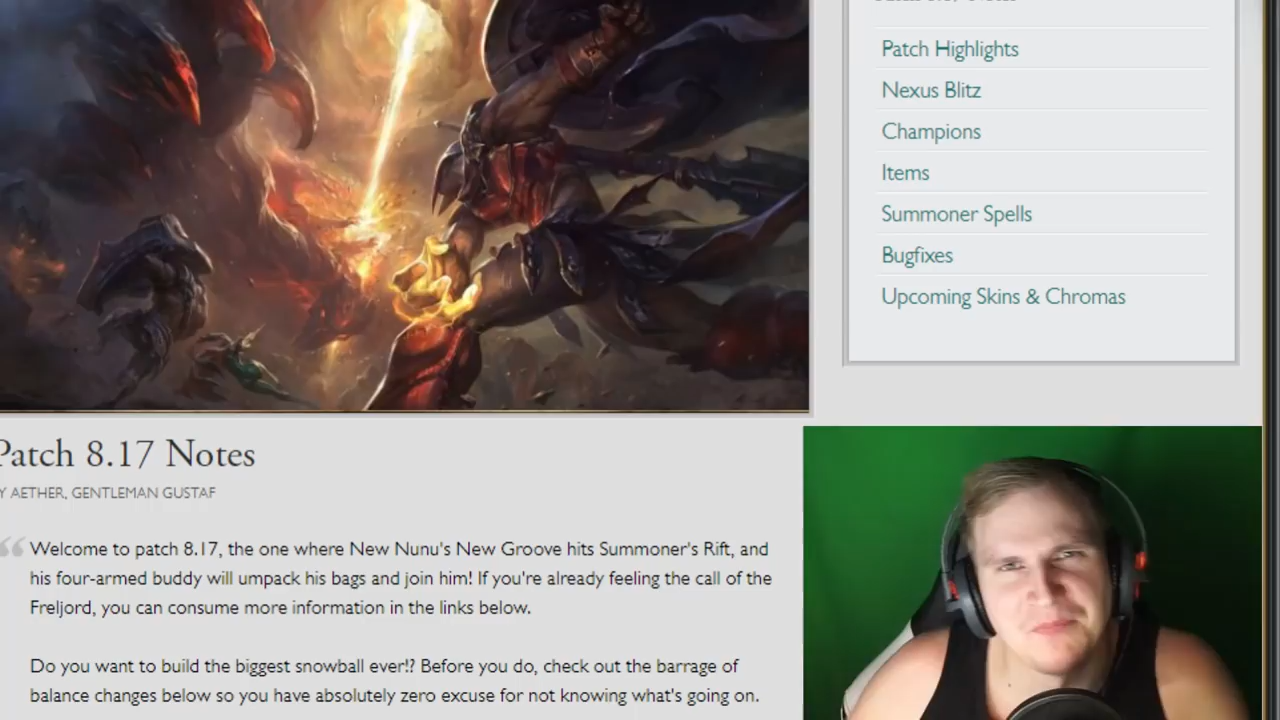 Patch Highlights
Nexus Blitz
Champions
Items
Summoner Spells
Bugfixes
Upcoming Skins & Chromas
Patch 8.17 Notes
Y AETHER, GENTLEMAN GUSTAF
Welcome to patch 8.17, the one where New Nunu's New Groove hits Summoner's Rift, and
his four-armed buddy will umpack his bags and join him! If you're already feeling the call of the
Freljord, you can consume more information in the links below.
Do you want to build the biggest snowball ever!? Before you do, check out the barrage of
balance changes below so you have absolutely zero excuse for not knowing what's going on.